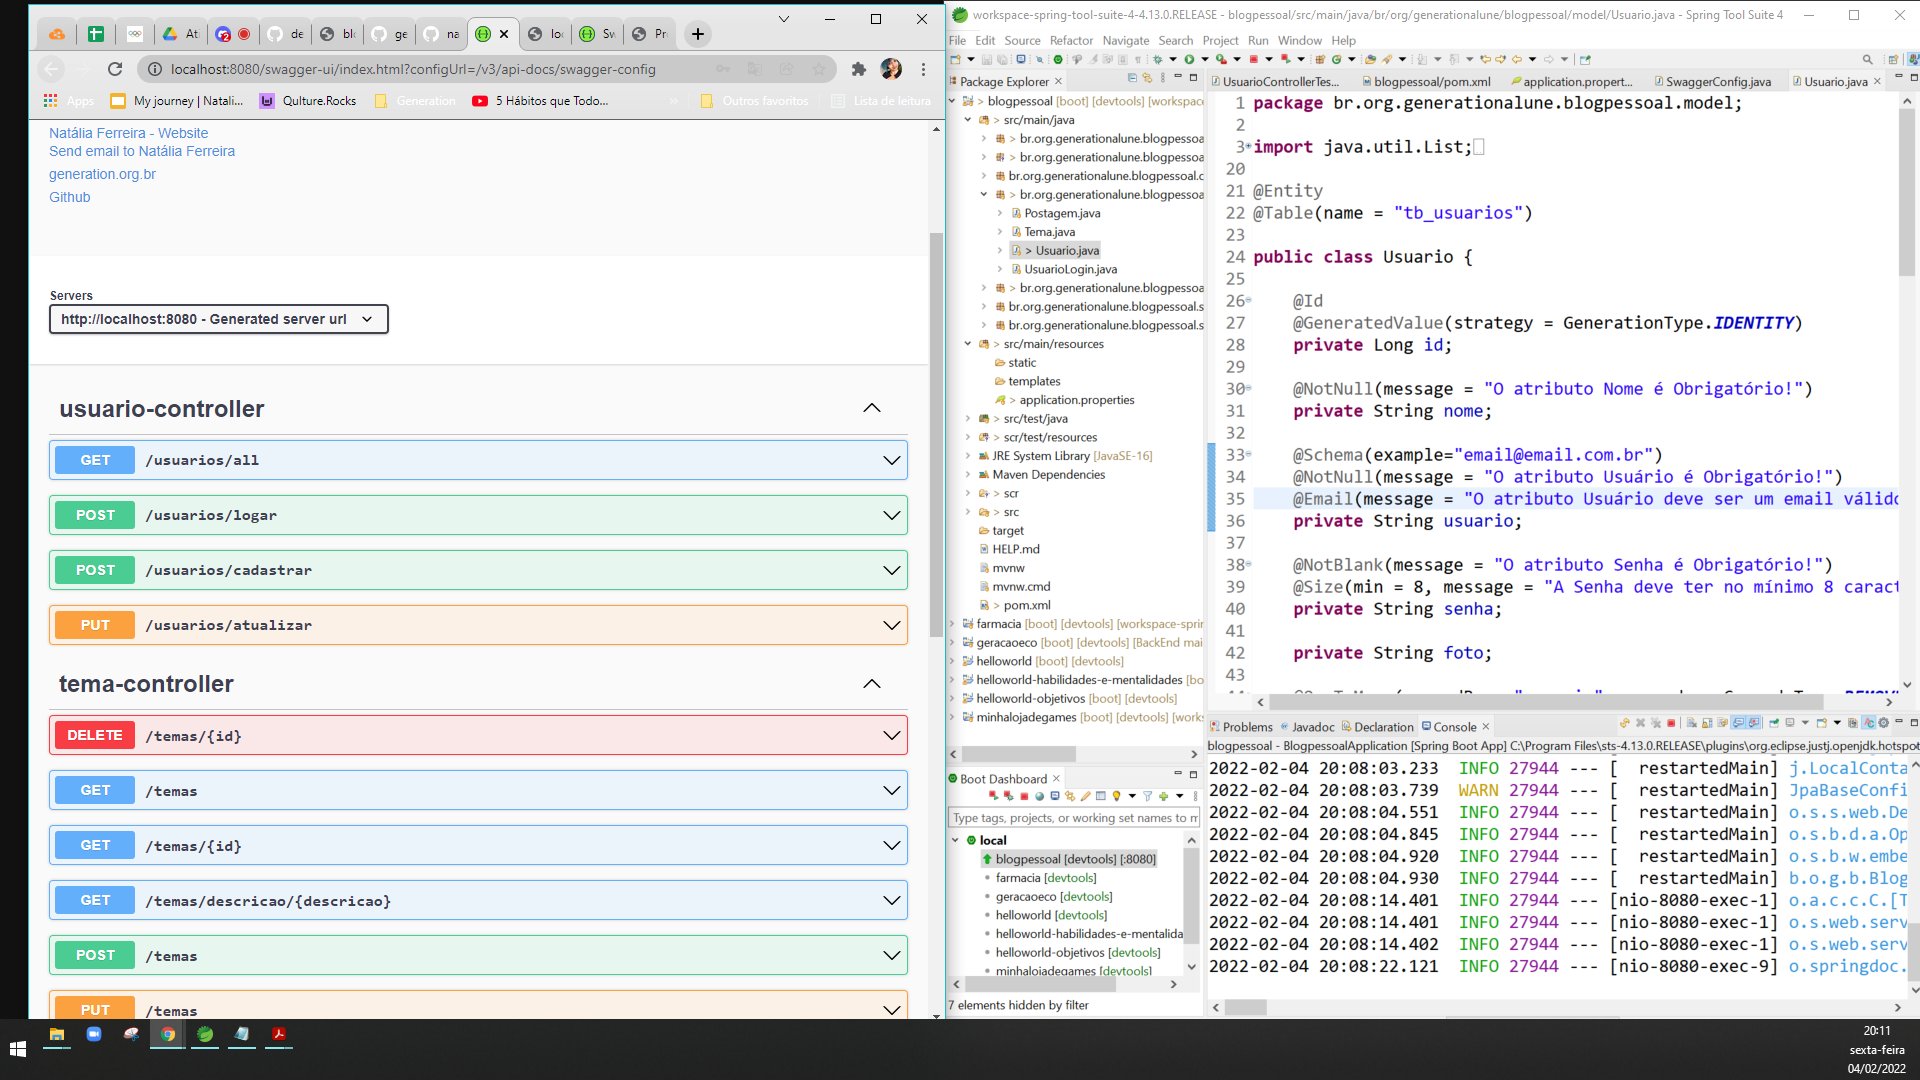 Ati
de
blo
ge
na
loc
Sw
Pr
localhost:8080/swagger-ui/index.html?configUrl=/v3/api-docs/swagger-config
Apps
My journey | Natali...
Qulture.Rocks
Generation
5 Hábitos que Todo...
»
Outros favoritos
Lista de leitura
Natália Ferreira - Website
Send email to Natália Ferreira
generation.org.br
Github
Servers
http://localhost:8080 - Generated server url
usuario-controller
GET /usuarios/all
POST /usuarios/logar
POST /usuarios/cadastrar
PUT /usuarios/atualizar
tema-controller
DELETE /temas/{id}
GET /temas
GET /temas/{id}
GET /temas/descricao/{descricao}
POST /temas
PUT /temas
workspace-spring-tool-suite-4-4.13.0.RELEASE - blogpessoal/src/main/java/br/org/generationalune/blogpessoal/model/Usuario.java - Spring Tool Suite 4
File Edit Source Refactor Navigate Search Project Run Window Help
Package Explorer
> blogpessoal [boot] [devtools] [workspace
> src/main/java
> br.org.generationalune.blogpessoa
> br.org.generationalune.blogpessoa
br.org.generationalune.blogpessoal.c
> br.org.generationalune.blogpessoa
Postagem.java
Tema.java
> Usuario.java
UsuarioLogin.java
> br.org.generationalune.blogpessoa
br.org.generationalune.blogpessoal.s
br.org.generationalune.blogpessoal.s
> src/main/resources
static
templates
> application.properties
> src/test/java
> scr/test/resources
JRE System Library [JavaSE-16]
Maven Dependencies
> scr
> src
target
HELP.md
mvnw
mvnw.cmd
> pom.xml
farmacia [boot] [devtools] [workspace-sprin
geracaoeco [boot] [devtools] [BackEnd mai
helloworld [boot] [devtools]
helloworld-habilidades-e-mentalidades [bo
helloworld-objetivos [boot] [devtools]
minhalojadegames [boot] [devtools] [works
Boot Dashboard
Type tags, projects, or working set names to m
local
blogpessoal [devtools] [:8080]
farmacia [devtools]
geracaoeco [devtools]
helloworld [devtools]
helloworld-habilidades-e-mentalida
helloworld-objetivos [devtools]
minhalojadegames [devtools]
7 elements hidden by filter
UsuarioControllerTes... blogpessoal/pom.xml application.propert... SwaggerConfig.java Usuario.java
1 package br.org.generationalune.blogpessoal.model;
2
3 import java.util.List;
20
21 @Entity
22 @Table(name = "tb_usuarios")
23
24 public class Usuario {
25
26 @Id
27 @GeneratedValue(strategy = GenerationType.IDENTITY)
28 private Long id;
29
30 @NotNull(message = "O atributo Nome é Obrigatório!")
31 private String nome;
32
33 @Schema(example="email@email.com.br")
34 @NotNull(message = "O atributo Usuário é Obrigatório!")
35 @Email(message = "O atributo Usuário deve ser um email válido
36 private String usuario;
37
38 @NotBlank(message = "O atributo Senha é Obrigatório!")
39 @Size(min = 8, message = "A Senha deve ter no mínimo 8 caract
40 private String senha;
41
42 private String foto;
43
Problems Javadoc Declaration Console
blogpessoal - BlogpessoalApplication [Spring Boot App] C:\Program Files\sts-4.13.0.RELEASE\plugins\org.eclipse.justj.openjdk.hotspot
2022-02-04 20:08:03.233 INFO 27944 --- [ restartedMain] j.LocalConta
2022-02-04 20:08:03.739 WARN 27944 --- [ restartedMain] JpaBaseConfi
2022-02-04 20:08:04.551 INFO 27944 --- [ restartedMain] o.s.s.web.De
2022-02-04 20:08:04.845 INFO 27944 --- [ restartedMain] o.s.b.d.a.Op
2022-02-04 20:08:04.920 INFO 27944 --- [ restartedMain] o.s.b.w.embe
2022-02-04 20:08:04.930 INFO 27944 --- [ restartedMain] b.o.g.b.Blog
2022-02-04 20:08:14.401 INFO 27944 --- [nio-8080-exec-1] o.a.c.c.C.[T
2022-02-04 20:08:14.401 INFO 27944 --- [nio-8080-exec-1] o.s.web.serv
2022-02-04 20:08:14.402 INFO 27944 --- [nio-8080-exec-1] o.s.web.serv
2022-02-04 20:08:22.121 INFO 27944 --- [nio-8080-exec-9] o.springdoc.
20:11
sexta-feira
04/02/2022